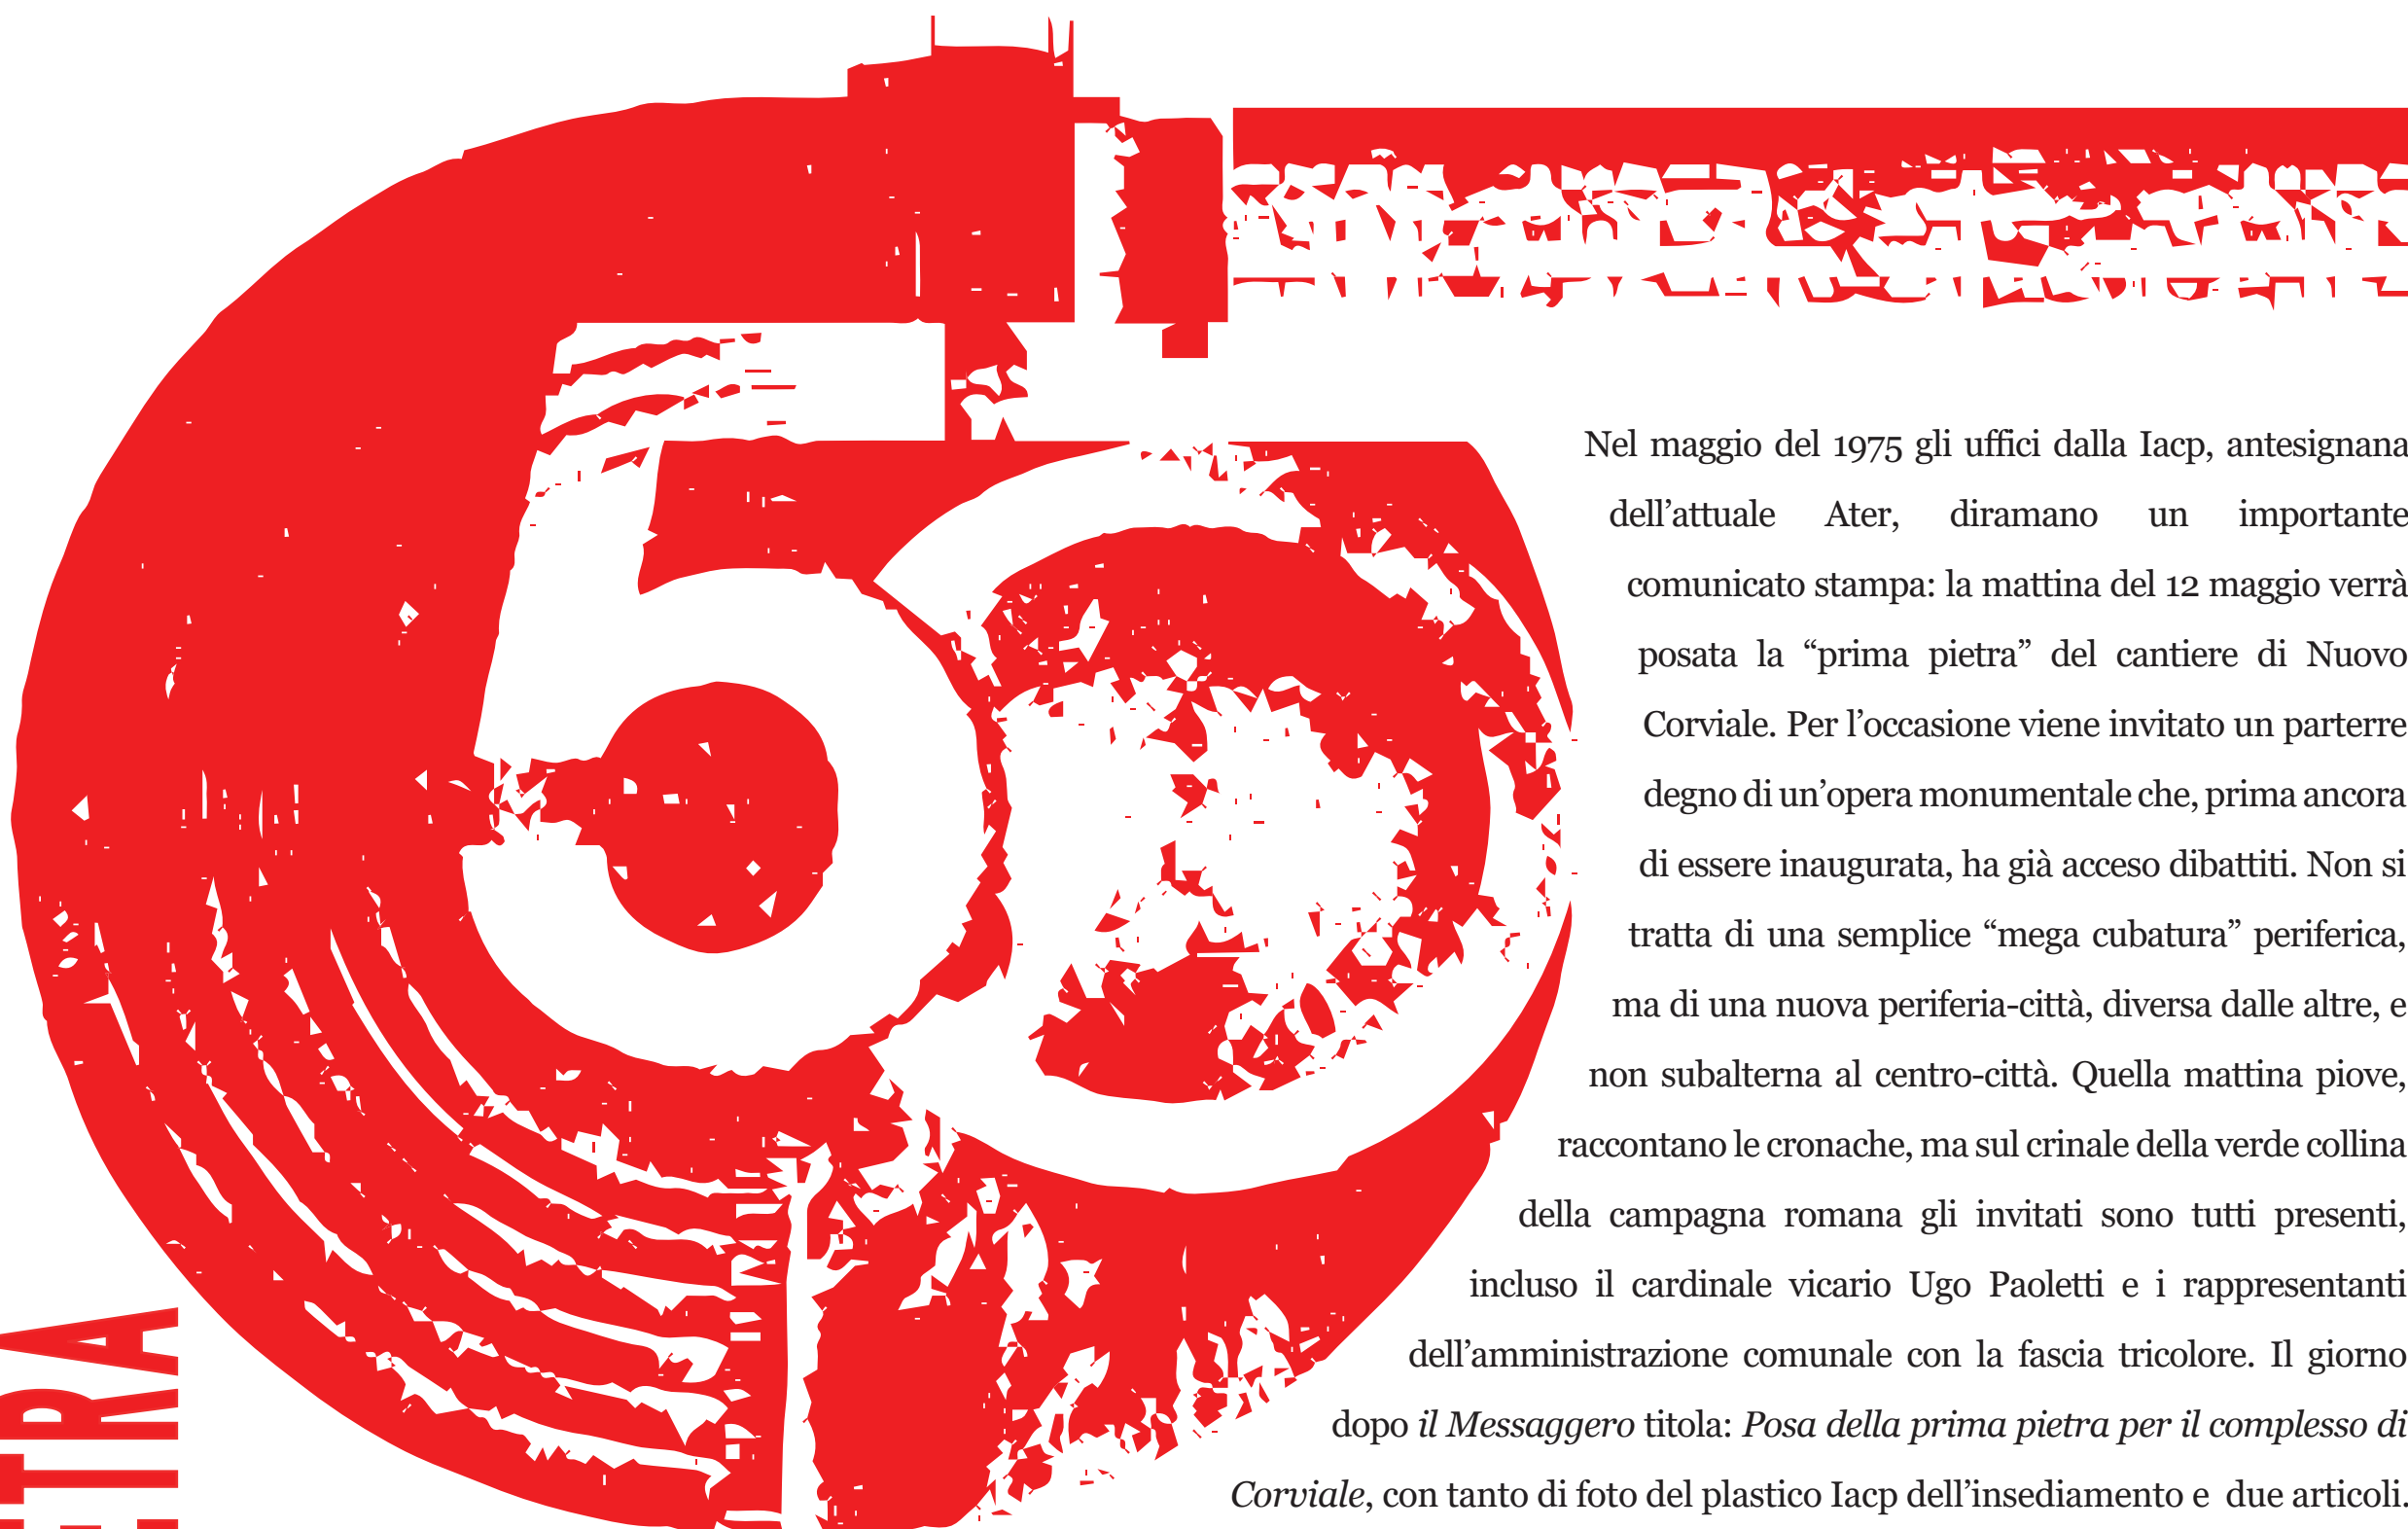 Nel maggio del 1975 gli uffici dalla Iacp, antesignana
dell’attuale Ater, diramano un importante
comunicato stampa: la mattina del 12 maggio verrà
posata la “prima pietra” del cantiere di Nuovo
Corviale. Per l’occasione viene invitato un parterre
degno di un’opera monumentale che, prima ancora
di essere inaugurata, ha già acceso dibattiti. Non si
tratta di una semplice “mega cubatura” periferica,
ma di una nuova periferia-città, diversa dalle altre, e
non subalterna al centro-città. Quella mattina piove,
raccontano le cronache, ma sul crinale della verde collina
della campagna romana gli invitati sono tutti presenti,
incluso il cardinale vicario Ugo Paoletti e i rappresentanti
dell’amministrazione comunale con la fascia tricolore. Il giorno
dopo il Messaggero titola: Posa della prima pietra per il complesso di
Corviale, con tanto di foto del plastico Iacp dell’insediamento e due articoli.
ETRA